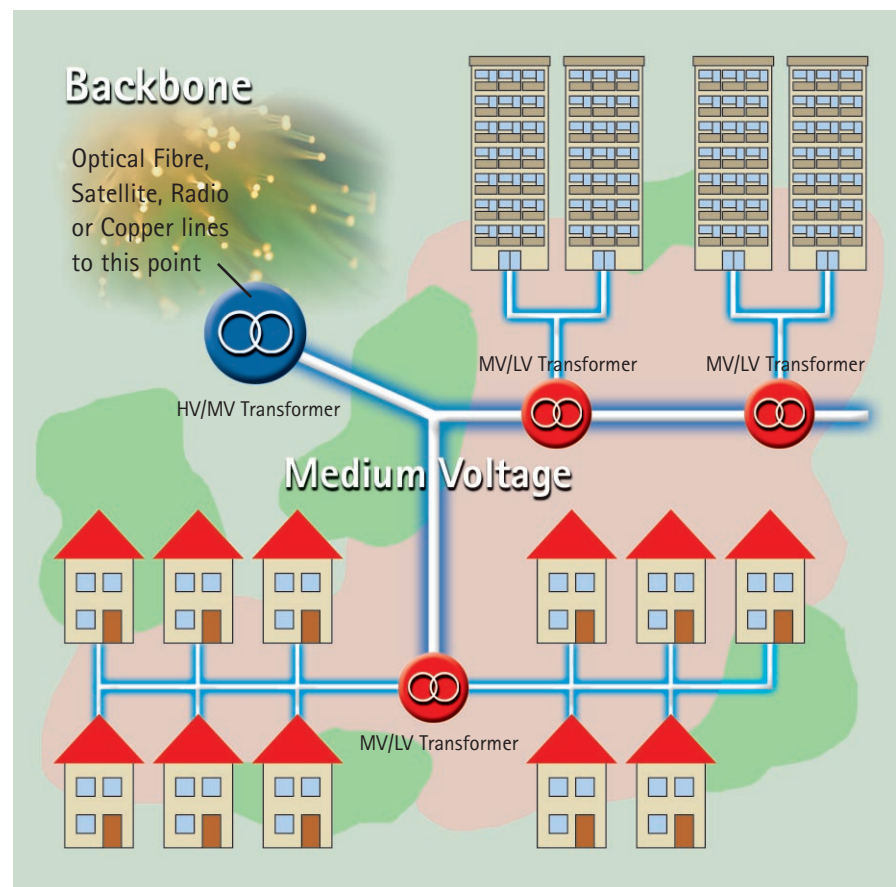 Backbone
Optical Fibre,
Satellite, Radio
or Copper lines
to this point
HV/MV Transformer
MV/LV Transformer
MV/LV Transformer
Medium Voltage
MV/LV Transformer